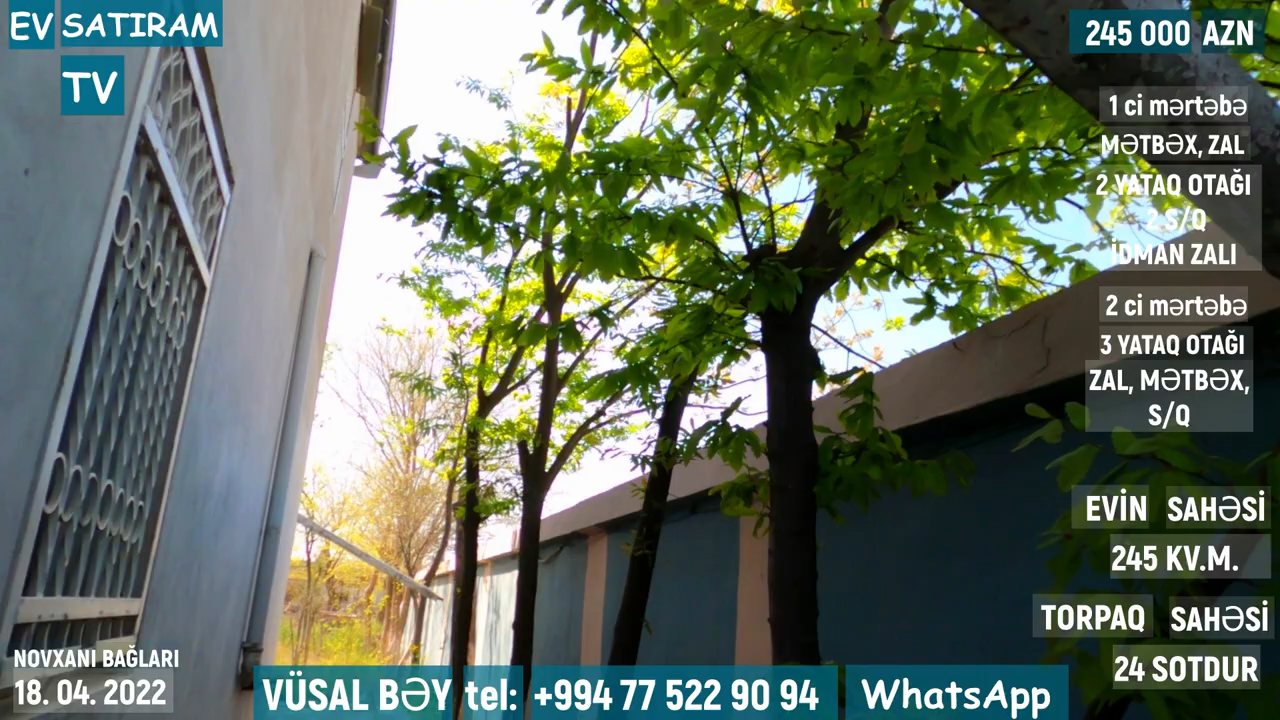 EV SATIRAM
TV
245 000 AZN
1 ci mərtəbə
MƏTBƏX, ZAL
2 YATAQ OTAĞI
2 S/Q
İDMAN ZALI
2 ci mərtəbə
3 YATAQ OTAĞI
ZAL, MƏTBƏX,
S/Q
EVİN SAHƏSİ
245 KV.M.
TORPAQ SAHƏSİ
24 SOTDUR
NOVXANI BAĞLARI
18. 04. 2022
VÜSAL BƏY tel: +994 77 522 90 94 WhatsApp